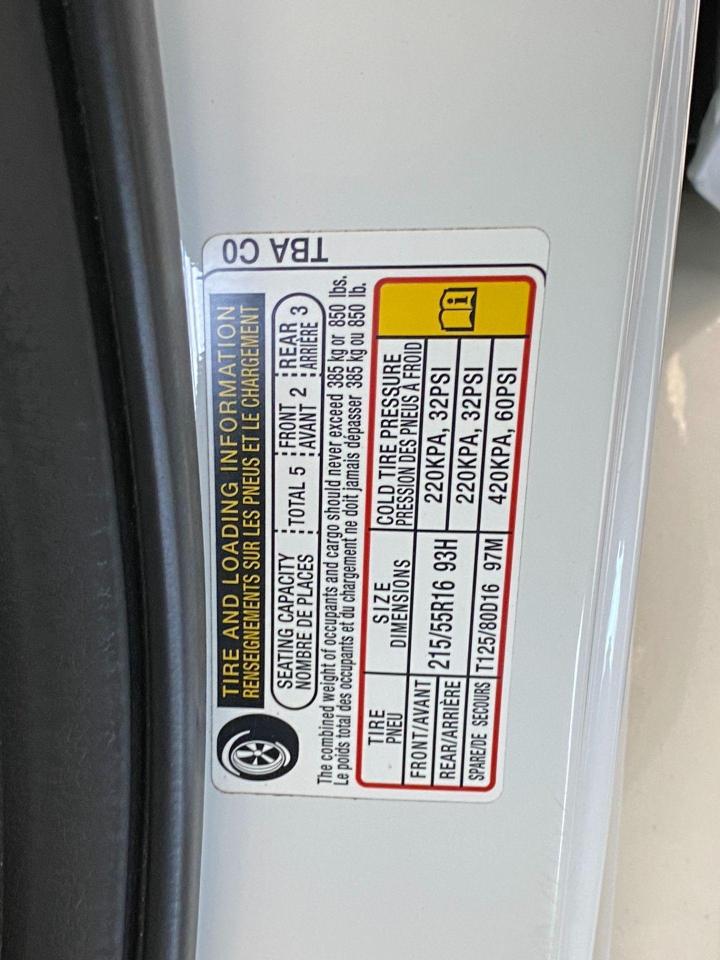 TIRE AND LOADING INFORMATION
RENSEIGNEMENTS SUR LES PNEUS ET LE CHARGEMENT
TBA C0
SEATING CAPACITY TOTAL 5 FRONT 2 REAR 3
NOMBRE DE PLACES AVANT ARRIÈRE
The combined weight of occupants and cargo should never exceed 385 kg or 850 lbs.
Le poids total des occupants et du chargement ne doit jamais dépasser 385 kg ou 850 lb.
TIRE SIZE COLD TIRE PRESSURE
PNEU DIMENSIONS PRESSION DES PNEUS À FROID
FRONT/AVANT 215/55R16 93H 220KPA, 32PSI
REAR/ARRIÈRE 220KPA, 32PSI
SPARE/DE SECOURS T125/80D16 97M 420KPA, 60PSI